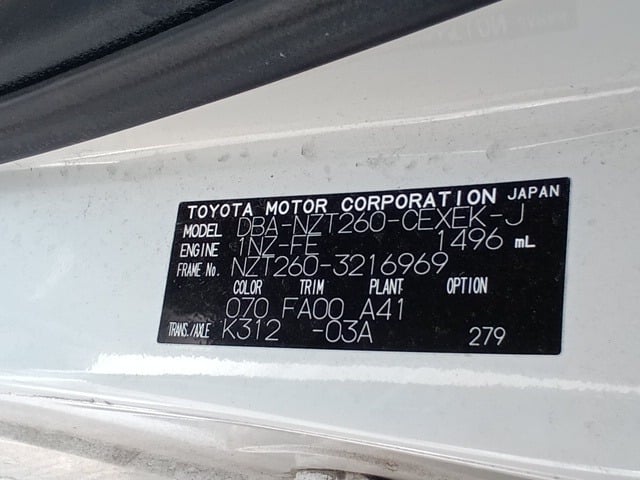 TOYOTA MOTOR CORPORATION JAPAN
MODEL DBA-NZT260-CEXEK-J
ENGINE 1NZ-FE 1496 mL
FRAME No. NZT260-3216969
COLOR TRIM PLANT OPTION
070 FA00 A41
TRANS./AXLE K312 -03A 279